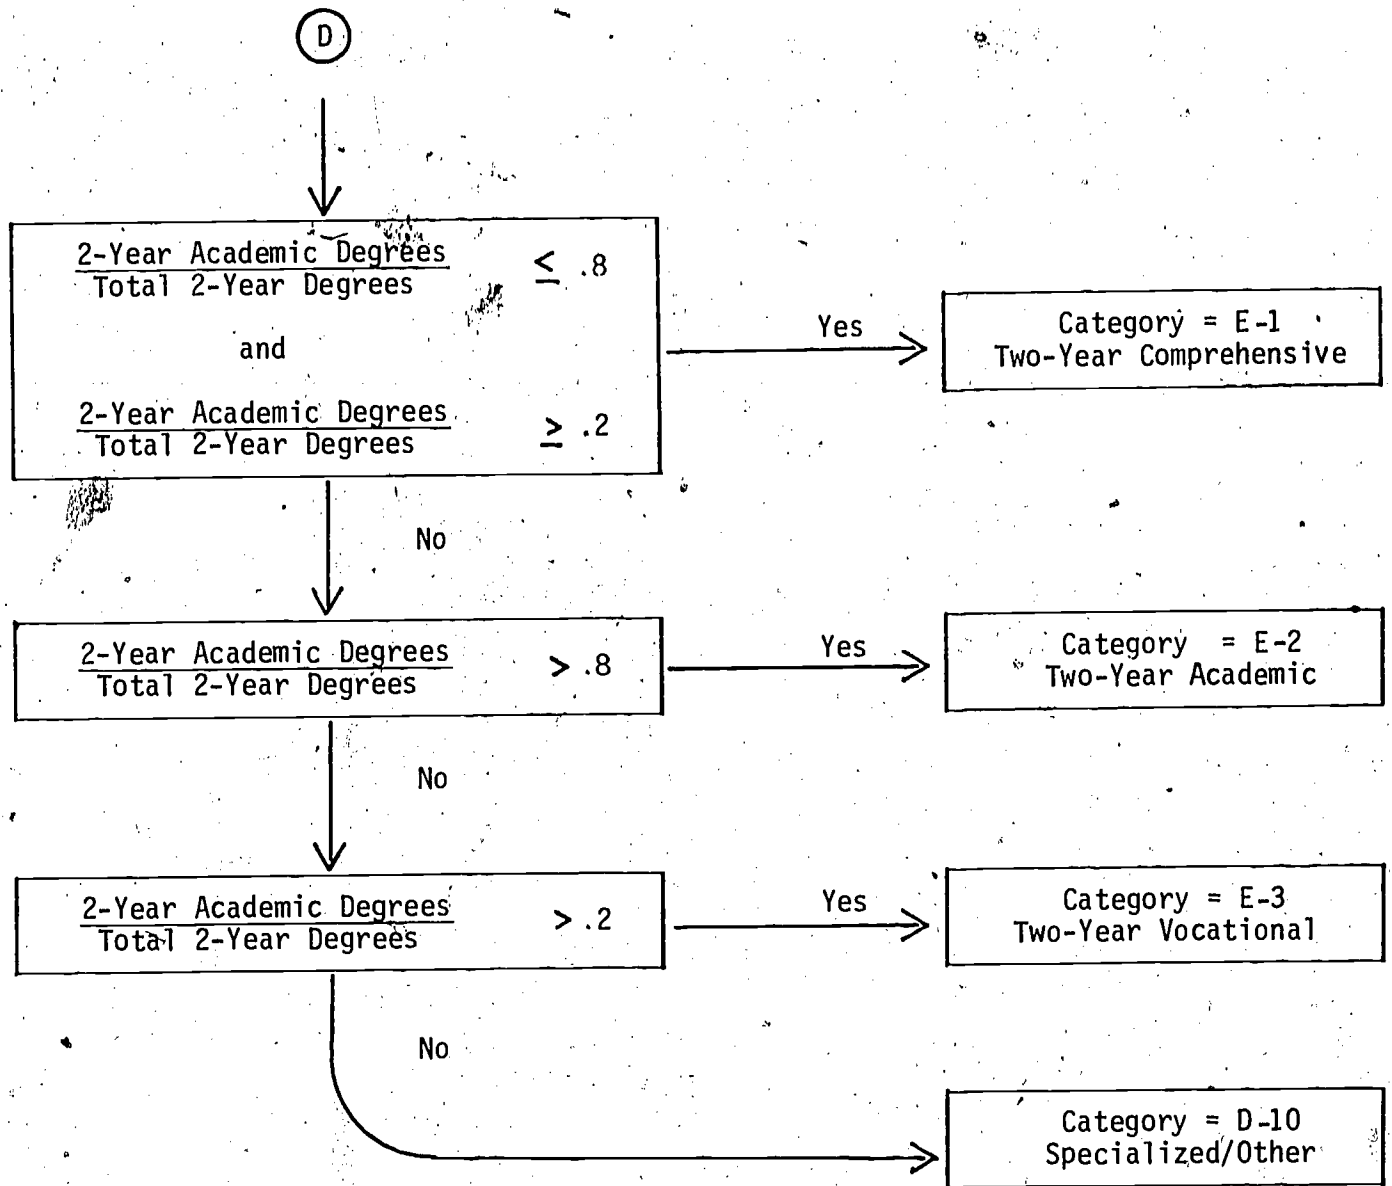 D
2-Year Academic Degrees
Total 2-Year Degrees
≤ .8
and
2-Year Academic Degrees
Total 2-Year Degrees
≥ .2
Yes
Category = E-1
Two-Year Comprehensive
No
2-Year Academic Degrees
Total 2-Year Degrees
> .8
Yes
Category = E-2
Two-Year Academic
No
2-Year Academic Degrees
Total 2-Year Degrees
> .2
Yes
Category = E-3
Two-Year Vocational
No
Category = D-10
Specialized/Other